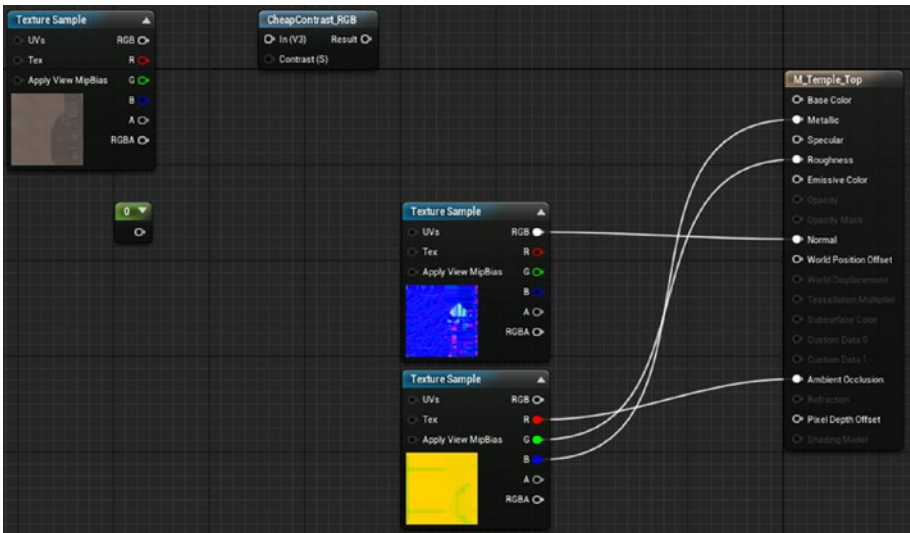 Texture Sample
UVs RGB
Tex R
Apply View MipBias G
B
A
RGBA
CheapContrast_RGB
In (V3) Result
Contrast (S)
0
Texture Sample
UVs RGB
Tex R
Apply View MipBias G
B
A
RGBA
Texture Sample
UVs RGB
Tex R
Apply View MipBias G
B
A
RGBA
M_Temple_Top
Base Color
Metallic
Specular
Roughness
Emissive Color
Opacity
Opacity Mask
Normal
World Position Offset
World Displacement
Tessellation Multiplier
Subsurface Color
Custom Data 0
Custom Data 1
Ambient Occlusion
Refraction
Pixel Depth Offset
Shading Model